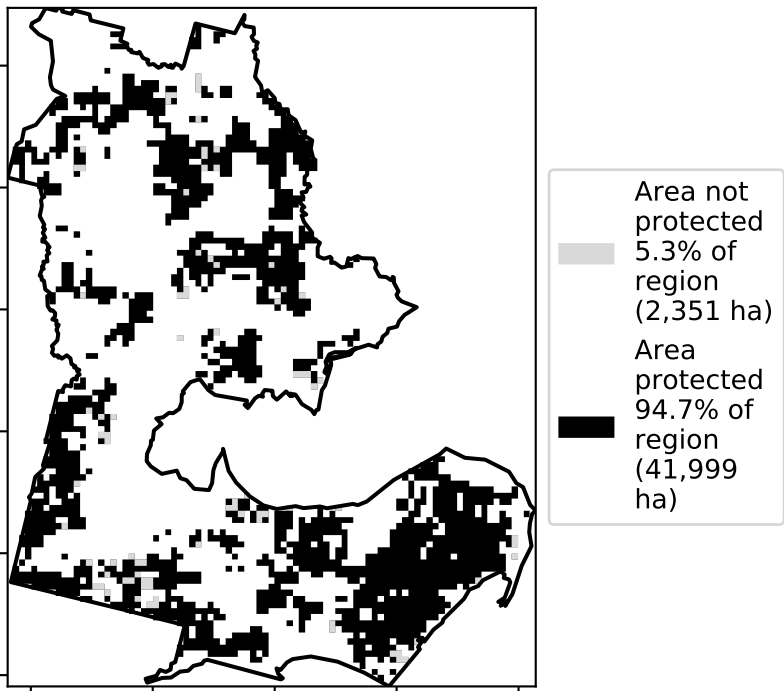 Area not
protected
5.3% of
region
(2,351 ha)
Area
protected
94.7% of
region
(41,999
ha)